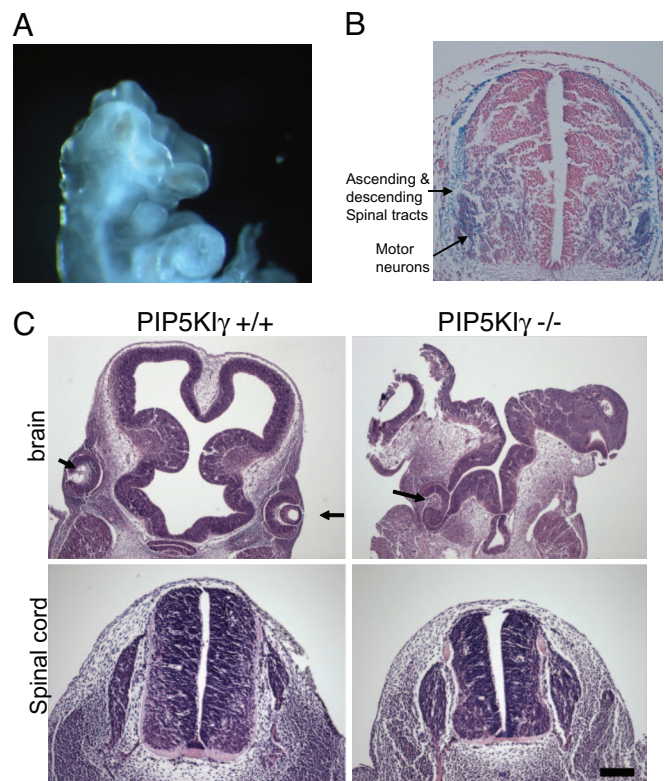 A
B
Ascending &
descending
Spinal tracts
Motor
neurons
C
PIP5KIγ +/+
PIP5KIγ -/-
brain
Spinal cord